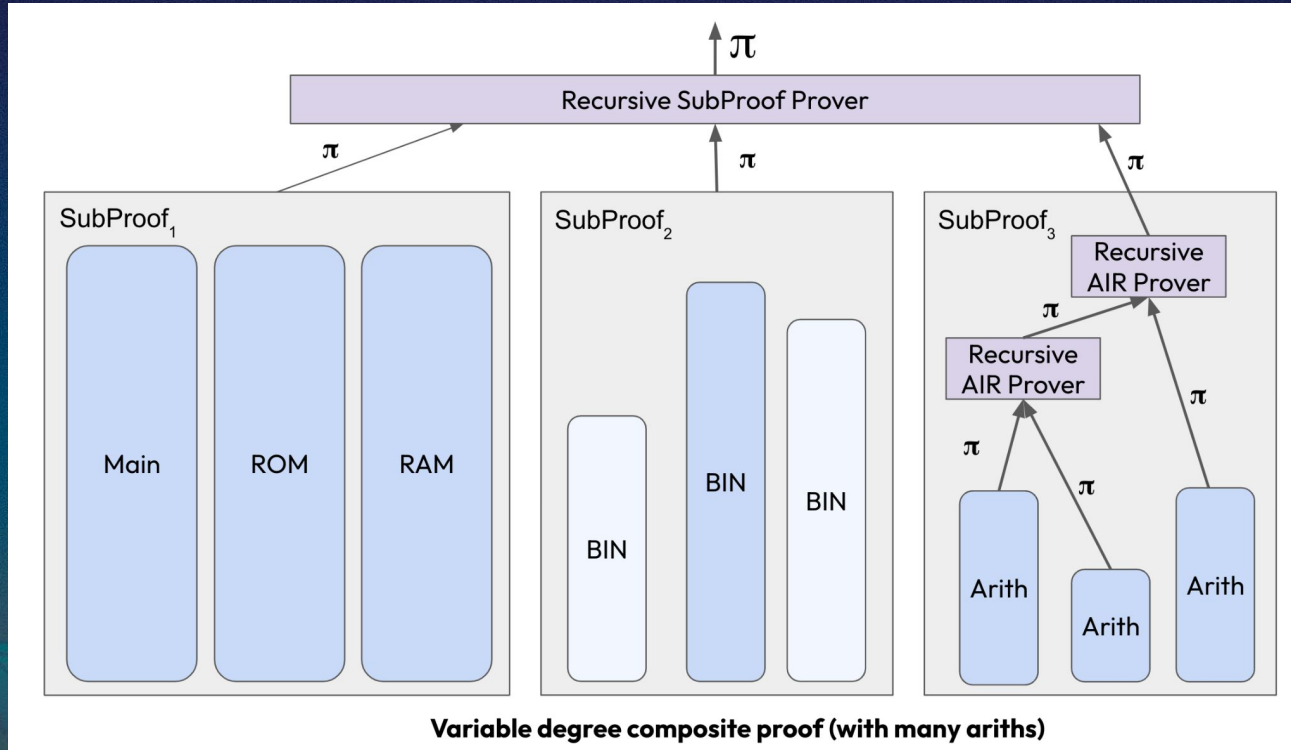 π
Recursive SubProof Prover
π
π
π
SubProof₁
SubProof₂
SubProof₃
Recursive
AIR Prover
π
Recursive
AIR Prover
π
π
π
Main
ROM
RAM
BIN
BIN
BIN
Arith
Arith
Arith
Variable degree composite proof (with many ariths)